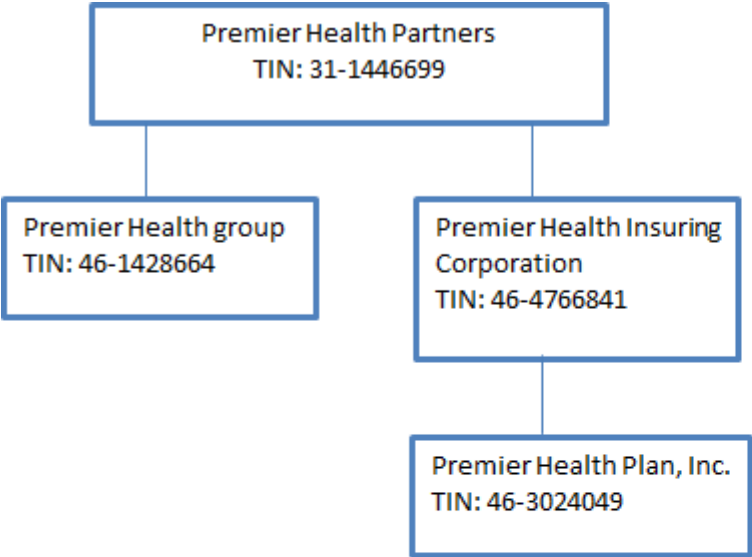 Premier Health Partners
TIN: 31-1446699
Premier Health group
TIN: 46-1428664
Premier Health Insuring
Corporation
TIN: 46-4766841
Premier Health Plan, Inc.
TIN: 46-3024049